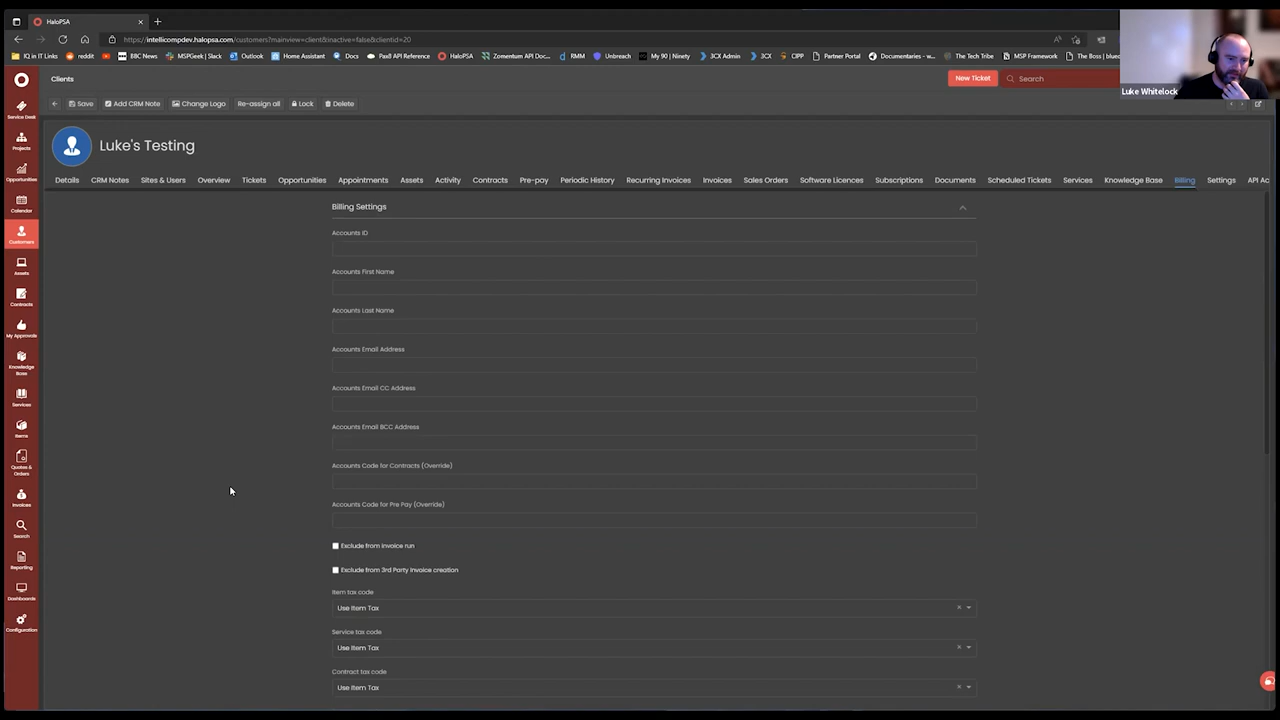 HaloPSA
https://intellicompdev.halopsa.com/customers?mainview=client&inactive=false&clientid=20
IQ in IT Links reddit BBC News MSPGeek | Slack Outlook Home Assistant Docs Pax8 API Reference HaloPSA Zomentum API Doc... RMM Unbreach My 90 | Ninety 3CX Admin 3CX CIPP Partner Portal Documentaries - w... The Tech Tribe MSP Framework The Boss | bluedoc
Luke Whitelock
Clients
New Ticket
Search
Save Add CRM Note Change Logo Re-assign all Lock Delete
Luke's Testing
Details CRM Notes Sites & Users Overview Tickets Opportunities Appointments Assets Activity Contracts Pre-pay Periodic History Recurring Invoices Invoices Sales Orders Software Licences Subscriptions Documents Scheduled Tickets Services Knowledge Base Billing Settings API Ac
Service Desk
Projects
Opportunities
Calendar
Customers
Assets
Contracts
My Approvals
Knowledge Base
Services
Items
Quotes & Orders
Invoices
Search
Reporting
Dashboards
Configuration
Billing Settings
Accounts ID
Accounts First Name
Accounts Last Name
Accounts Email Address
Accounts Email CC Address
Accounts Email BCC Address
Accounts Code for Contracts (Override)
Accounts Code for Pre Pay (Override)
Exclude from invoice run
Exclude from 3rd Party Invoice creation
Item tax code
Use Item Tax
Service tax code
Use Item Tax
Contract tax code
Use Item Tax